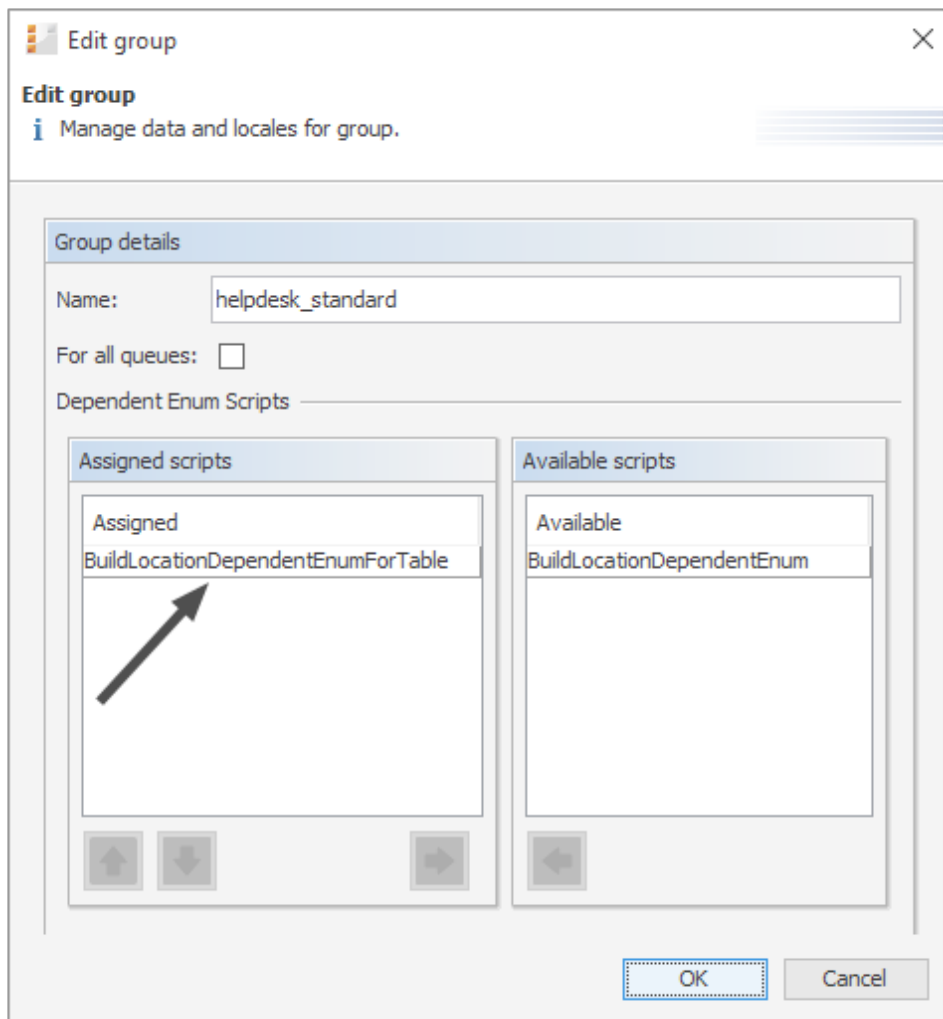 Edit group
Edit group
Manage data and locales for group.
Group details
Name: helpdesk_standard
For all queues:
Dependent Enum Scripts
Assigned scripts
Assigned
BuildLocationDependentEnumForTable
Available scripts
Available
BuildLocationDependentEnum
OK Cancel